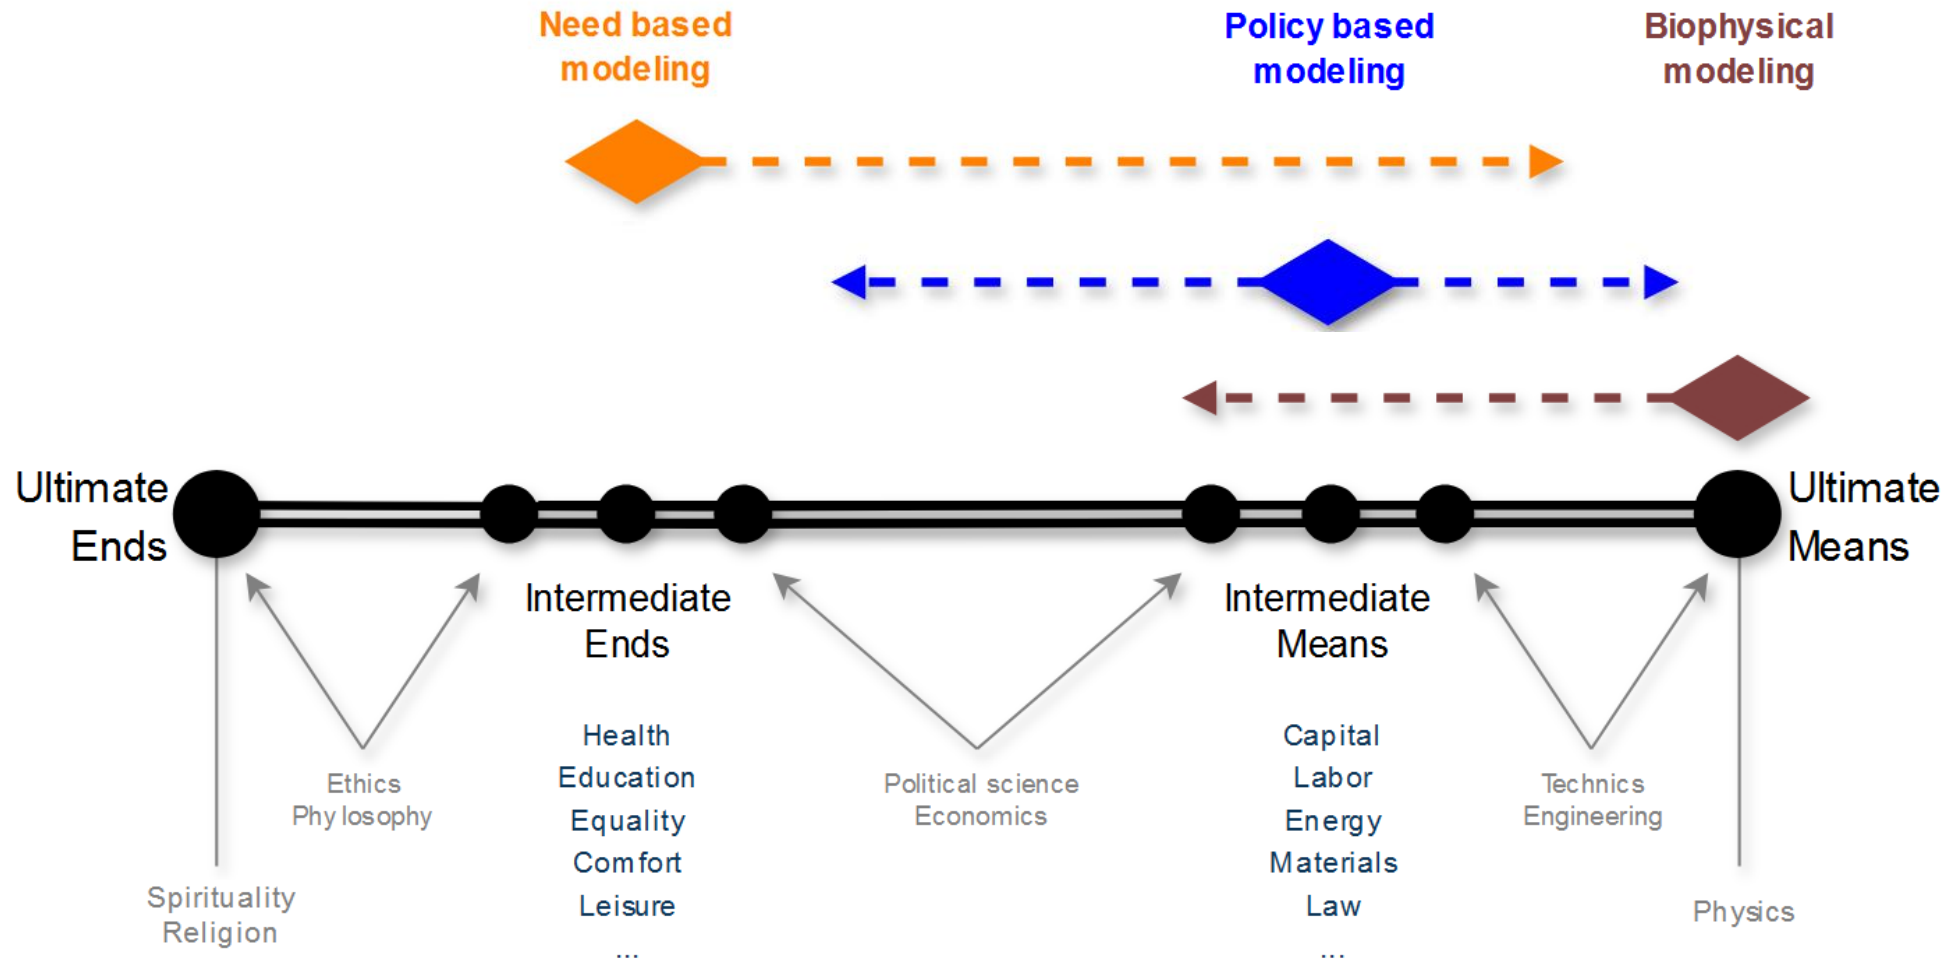 Need based
modeling
Policy based
modeling
Biophysical
modeling
Ultimate
Ends
Ultimate
Means
Intermediate
Ends
Intermediate
Means
Health
Education
Equality
Comfort
Leisure
...
Capital
Labor
Energy
Materials
Law
...
Ethics
Phylosophy
Political science
Economics
Technics
Engineering
Spirituality
Religion
Physics